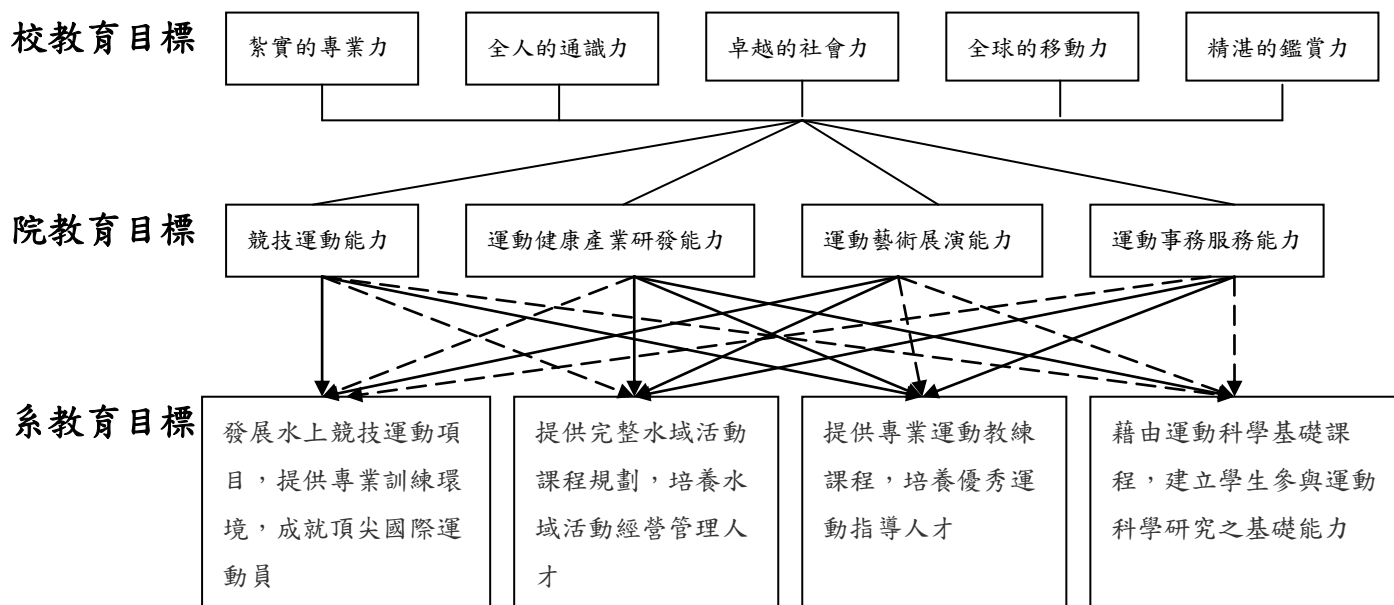 校教育目標
紮實的專業力
全人的通識力
卓越的社會力
全球的移動力
精湛的鑑賞力
院教育目標
競技運動能力
運動健康產業研發能力
運動藝術展演能力
運動事務服務能力
系教育目標
發展水上競技運動項
目，提供專業訓練環
境，成就頂尖國際運
動員
提供完整水域活動
課程規劃，培養水
域活動經營管理人
才
提供專業運動教練
課程，培養優秀運
動指導人才
藉由運動科學基礎課
程，建立學生參與運動
科學研究之基礎能力